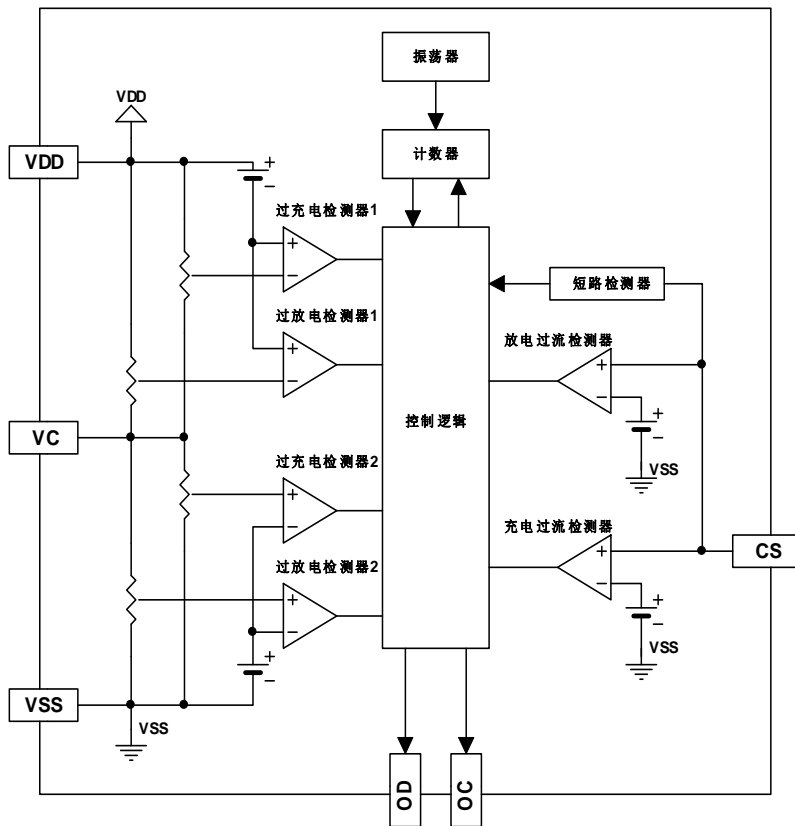 振荡器
VDD
计数器
VDD
+
−
过充电检测器1
+
−
短路检测器
过放电检测器1
放电过流检测器
+
−
+
−
+
−
控制逻辑
VC
VSS
过充电检测器2
+
−
充电过流检测器
过放电检测器2
+
−
CS
+
−
+
−
+
−
VSS
VSS
VSS
OD
OC